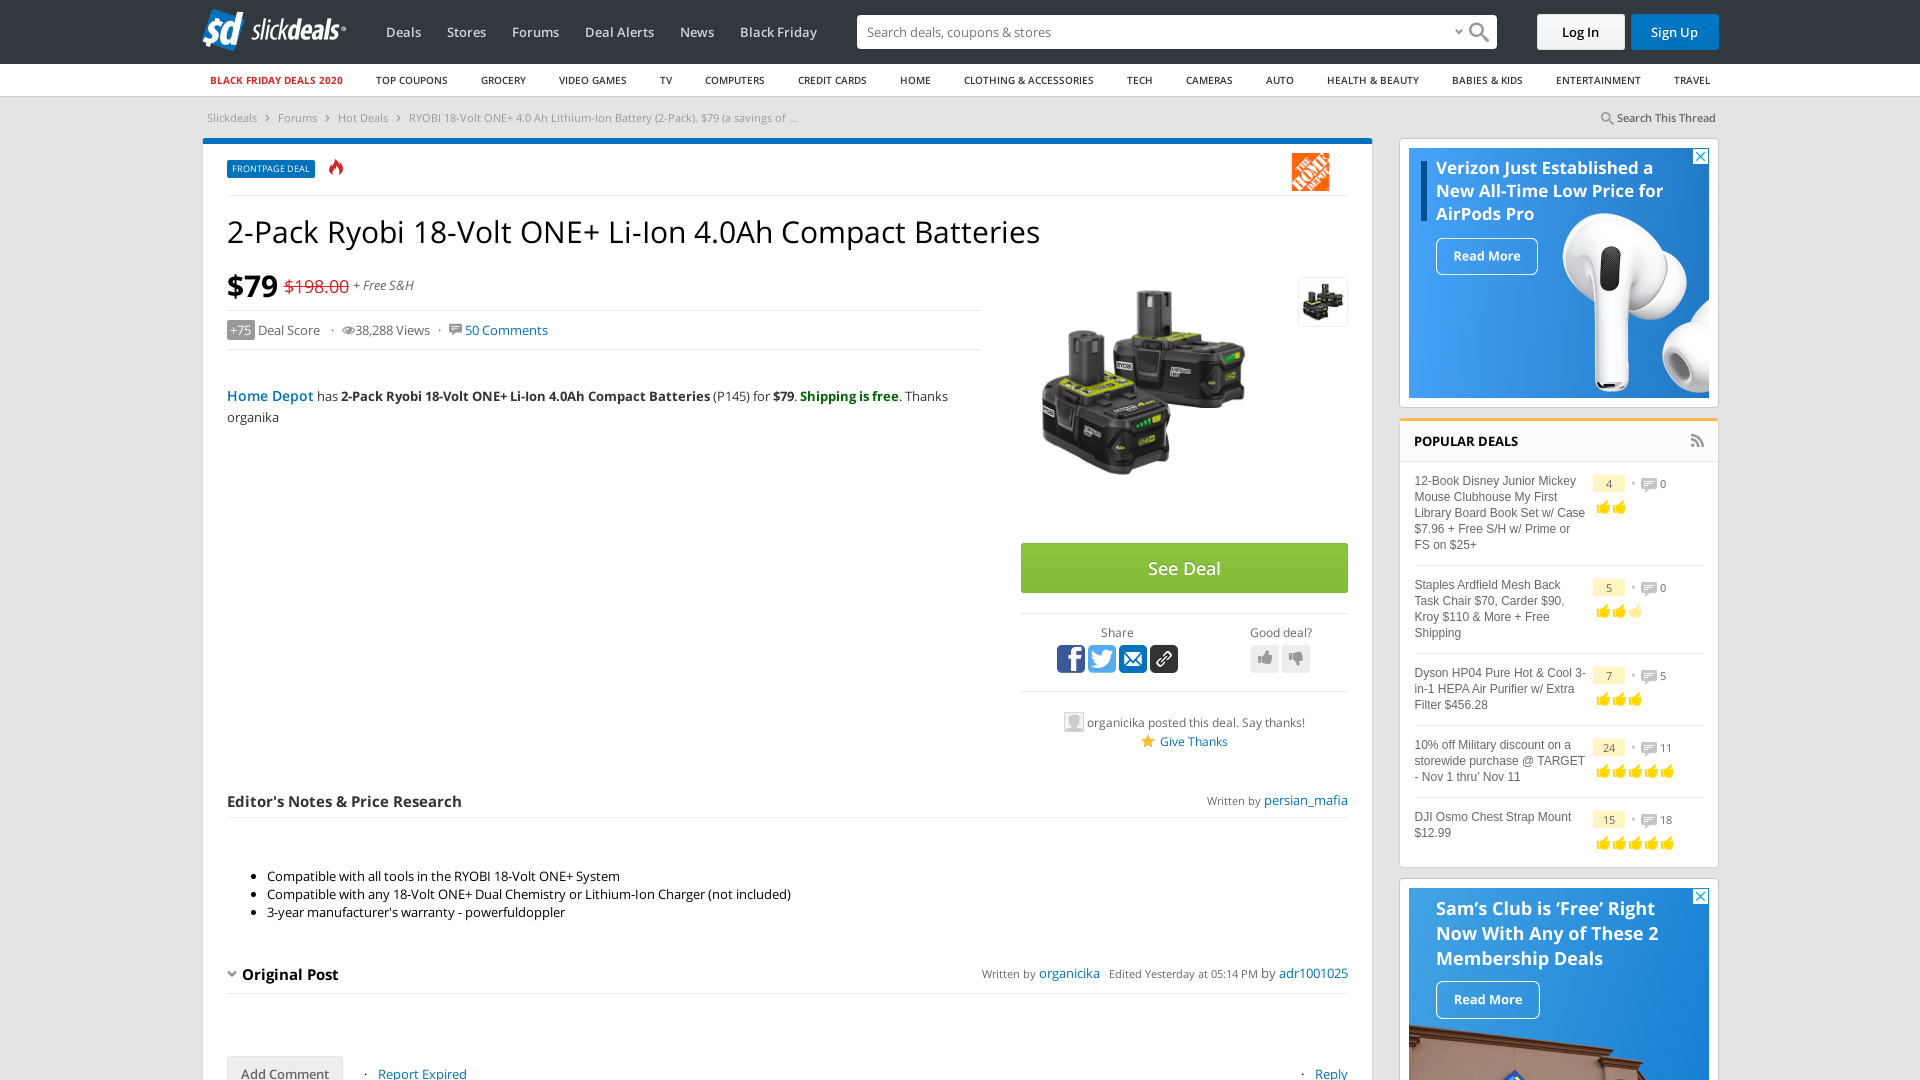 sd slickdeals
Deals Stores Forums Deal Alerts News Black Friday
Search deals, coupons & stores
Log In Sign Up
BLACK FRIDAY DEALS 2020 TOP COUPONS GROCERY VIDEO GAMES TV COMPUTERS CREDIT CARDS HOME CLOTHING & ACCESSORIES TECH CAMERAS AUTO HEALTH & BEAUTY BABIES & KIDS ENTERTAINMENT TRAVEL
Slickdeals › Forums › Hot Deals › RYOBI 18-Volt ONE+ 4.0 Ah Lithium-Ion Battery (2-Pack). $79 (a savings of ...
Search This Thread
FRONTPAGE DEAL
THE HOME DEPOT
2-Pack Ryobi 18-Volt ONE+ Li-Ion 4.0Ah Compact Batteries
$79 $198.00 + Free S&H
+75 Deal Score · 38,288 Views · 50 Comments
Home Depot has 2-Pack Ryobi 18-Volt ONE+ Li-Ion 4.0Ah Compact Batteries (P145) for $79. Shipping is free. Thanks
organika
RYOBI
See Deal
Share
Good deal?
organicika posted this deal. Say thanks!
Give Thanks
Editor's Notes & Price Research
Written by persian_mafia
• Compatible with all tools in the RYOBI 18-Volt ONE+ System
• Compatible with any 18-Volt ONE+ Dual Chemistry or Lithium-Ion Charger (not included)
• 3-year manufacturer's warranty - powerfuldoppler
Original Post
Written by organicika Edited Yesterday at 05:14 PM by adr1001025
Add Comment · Report Expired
· Reply
Verizon Just Established a
New All-Time Low Price for
AirPods Pro
Read More
POPULAR DEALS
12-Book Disney Junior Mickey
Mouse Clubhouse My First
Library Board Book Set w/ Case
$7.96 + Free S/H w/ Prime or
FS on $25+
4 • 0
Staples Ardfield Mesh Back
Task Chair $70, Carder $90,
Kroy $110 & More + Free
Shipping
5 • 0
Dyson HP04 Pure Hot & Cool 3-
in-1 HEPA Air Purifier w/ Extra
Filter $456.28
7 • 5
10% off Military discount on a
storewide purchase @ TARGET
- Nov 1 thru' Nov 11
24 • 11
DJI Osmo Chest Strap Mount
$12.99
15 • 18
Sam's Club is 'Free' Right
Now With Any of These 2
Membership Deals
Read More